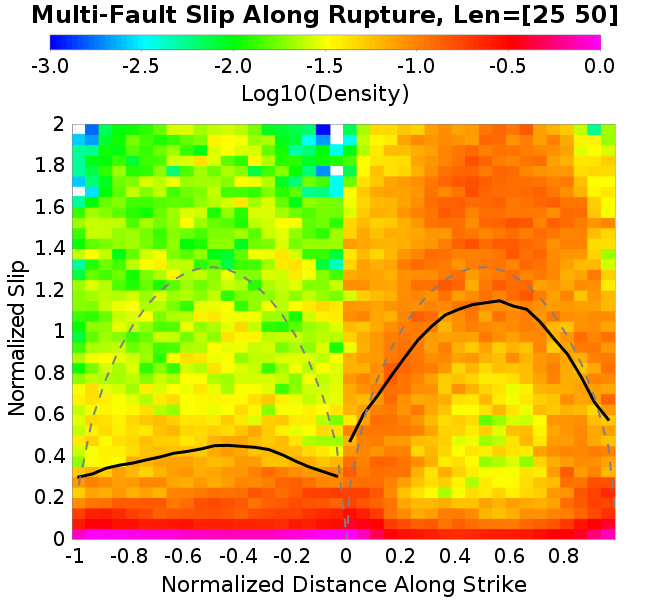 Multi-Fault Slip Along Rupture, Len=[25 50]
-3.0 -2.5 -2.0 -1.5 -1.0 -0.5 0.0
Log10(Density)
2
1.8
1.6
1.4
1.2
1
0.8
0.6
0.4
0.2
0
Normalized Slip
-1 -0.8 -0.6 -0.4 -0.2 0 0.2 0.4 0.6 0.8
Normalized Distance Along Strike